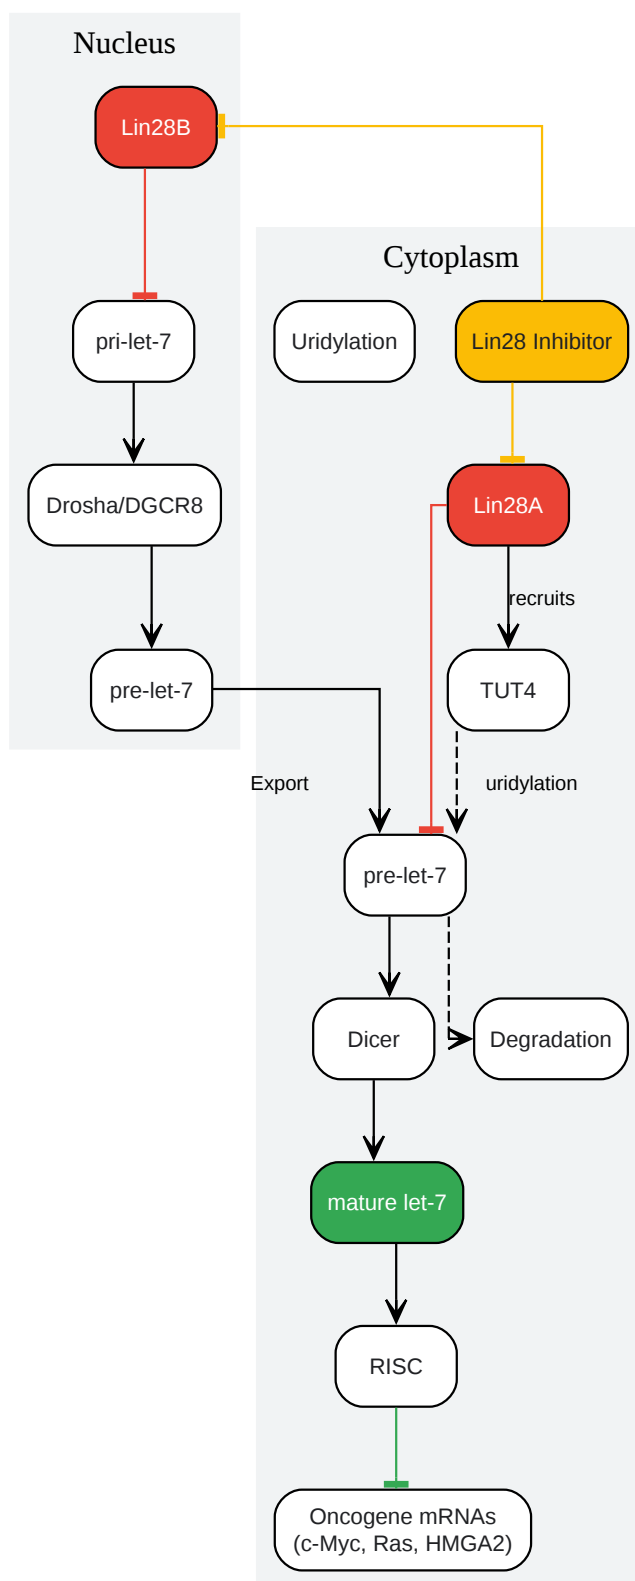 Nucleus
Lin28B
Cytoplasm
pri-let-7
Uridylation
Lin28 Inhibitor
Drosha/DGCR8
Lin28A
recruits
pre-let-7
TUT4
Export
uridylation
pre-let-7
Dicer
Degradation
mature let-7
RISC
Oncogene mRNAs
(c-Myc, Ras, HMGA2)